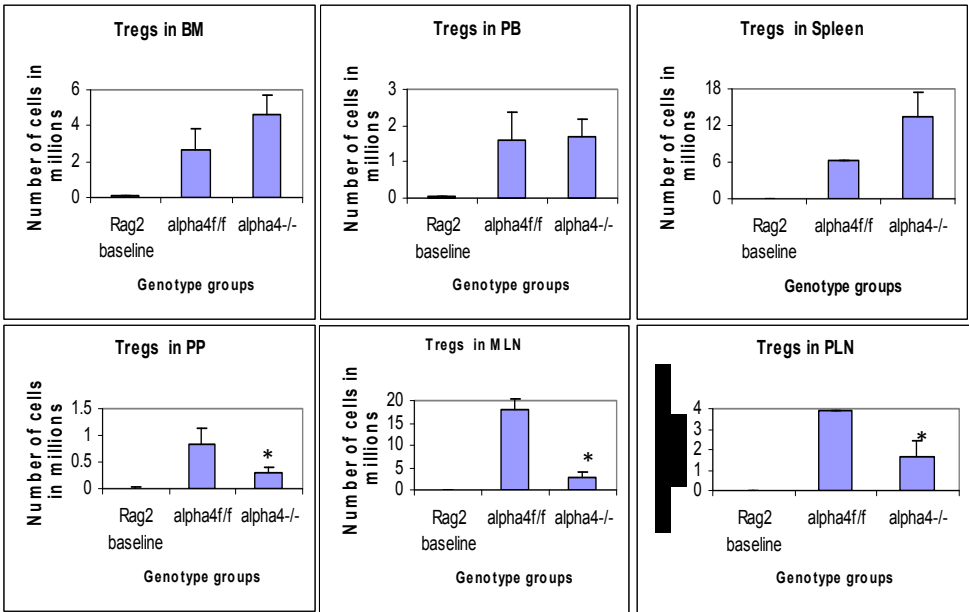 Tregs in BM
Number of cells in
millions
6
4
2
0
Rag2
baseline
alpha4f/f
alpha4-/-
Genotype groups
Tregs in PB
Number of cells in
millions
3
2
1
0
Rag2
baseline
alpha4f/f
alpha4-/-
Genotype groups
Tregs in Spleen
Number of cells in
millions
18
12
6
0
Rag2
baseline
alpha4f/f
alpha4-/-
Genotype groups
Tregs in PP
Number of cells
in millions
1.5
1
0.5
0
*
Rag2
baseline
alpha4f/f
alpha4-/-
Genotype groups
Tregs in MLN
Number of cells in
millions
20
15
10
5
0
*
Rag2
baseline
alpha4f/f
alpha4-/-
Genotype groups
Tregs in PLN
4
3
2
1
0
*
Rag2
baseline
alpha4f/f
alpha4-/-
Genotype groups